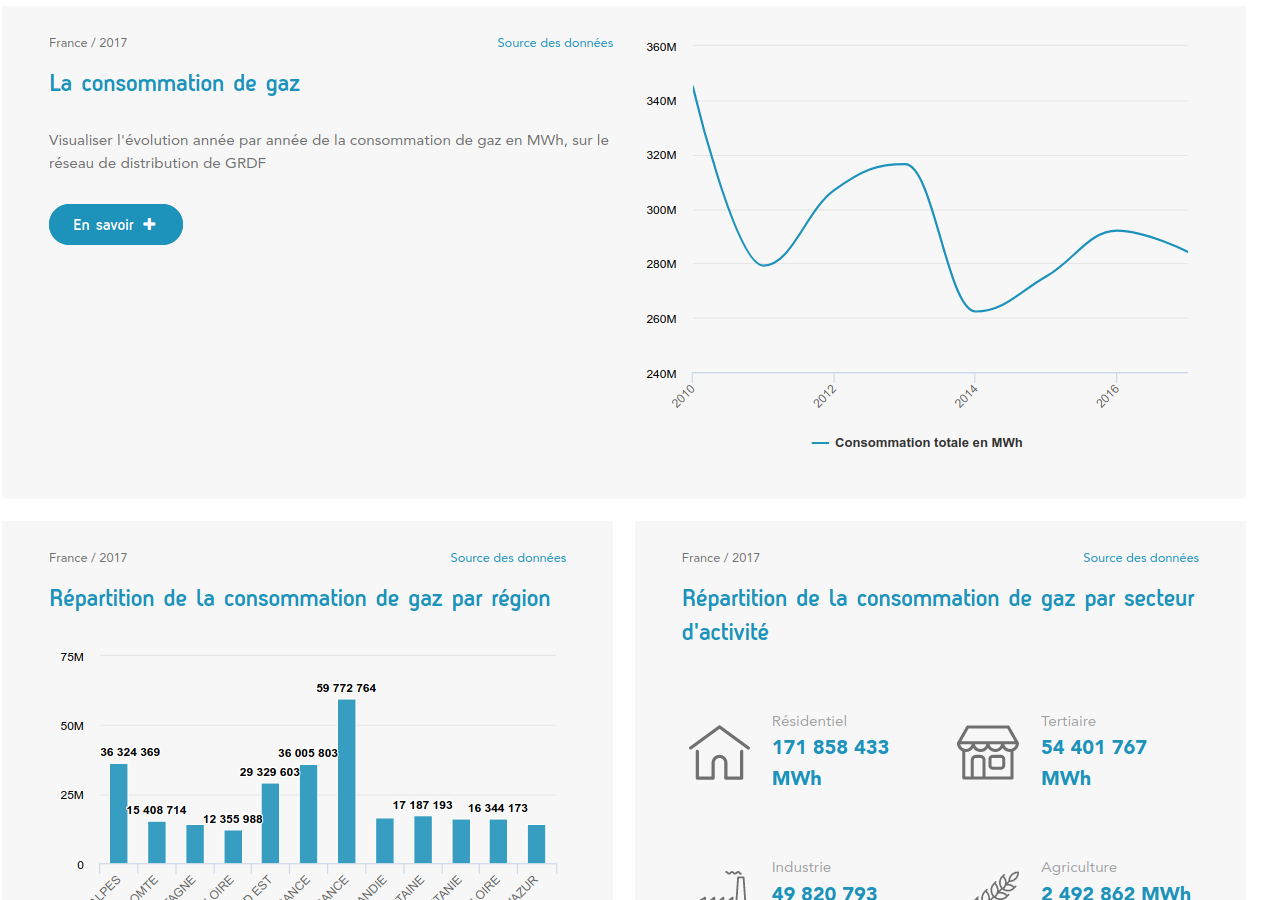 France / 2017
Source des données
La consommation de gaz
Visualiser l'évolution année par année de la consommation de gaz en MWh, sur le
réseau de distribution de GRDF
En savoir +
360M
340M
320M
300M
280M
260M
240M
2010
2012
2014
2016
Consommation totale en MWh
France / 2017
Source des données
Répartition de la consommation de gaz par région
75M
50M
25M
0
36 324 369
15 408 714
12 355 988
29 329 603
36 005 803
59 772 764
17 187 193
16 344 173
ALPES
OMTE
TAGNE
LOIRE
D EST
ANCE
ANCE
ANDIE
TAINE
TANIE
LOIRE
AZUR
France / 2017
Source des données
Répartition de la consommation de gaz par secteur
d'activité
Résidentiel
171 858 433
MWh
Tertiaire
54 401 767
MWh
Industrie
49 820 793
Agriculture
2 492 862 MWh